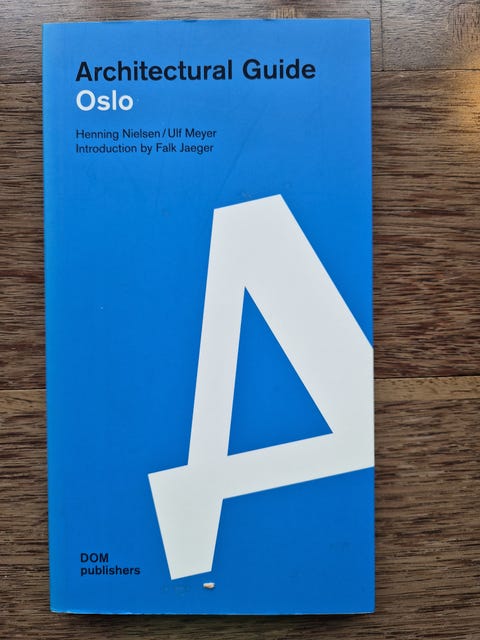 Architectural Guide
Oslo
Henning Nielsen/Ulf Meyer
Introduction by Falk Jaeger
A
DOM
publishers